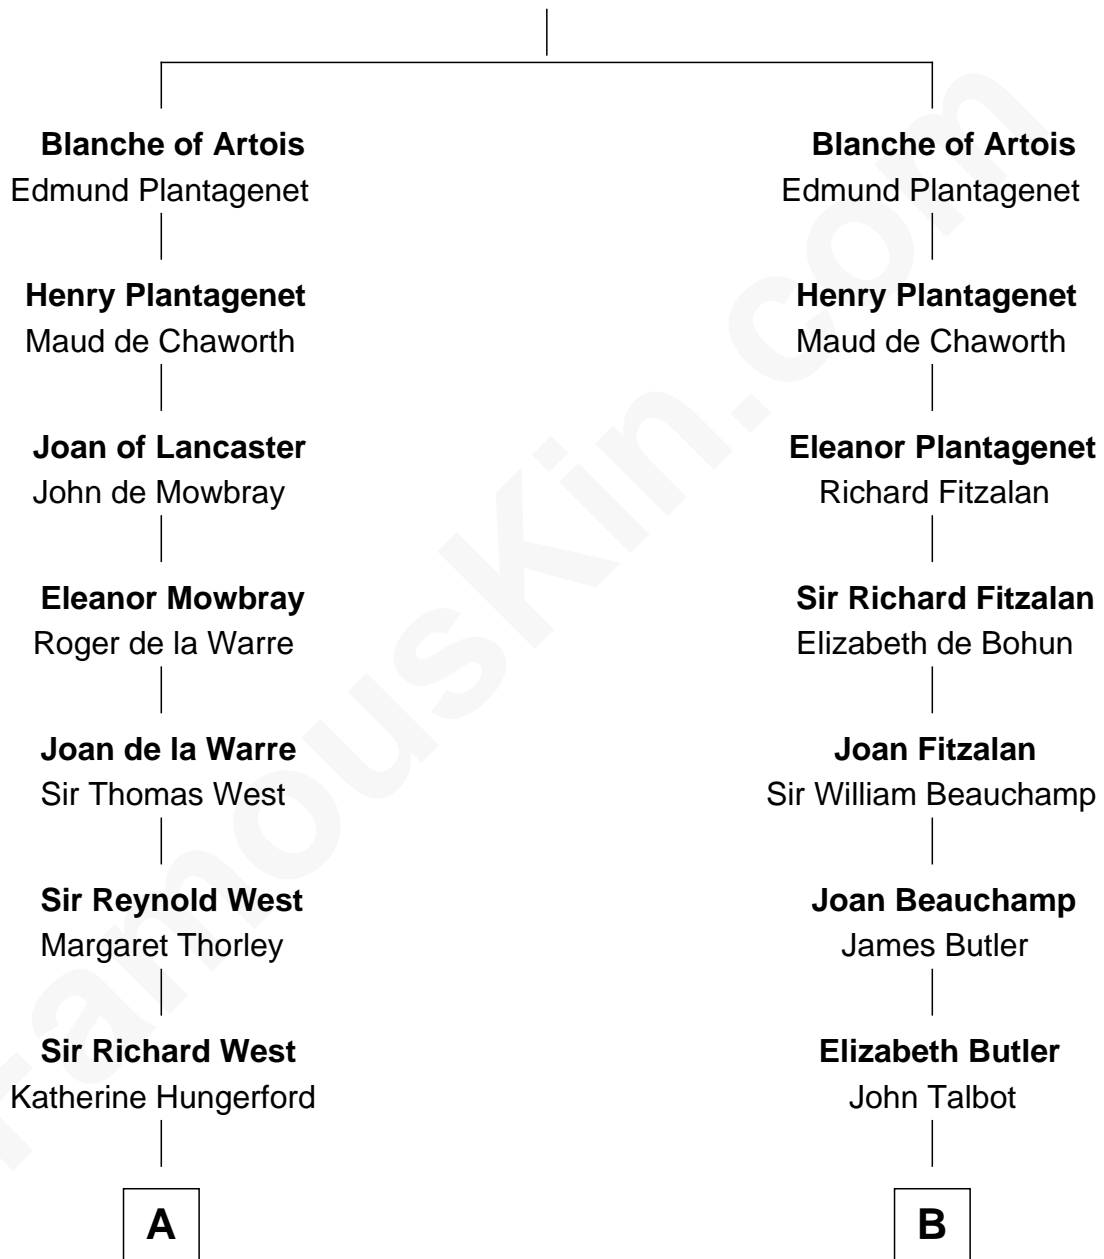 Blanche of Artois
Edmund Plantagenet
Henry Plantagenet
Maud de Chaworth
Joan of Lancaster
John de Mowbray
Eleanor Mowbray
Roger de la Warre
Joan de la Warre
Sir Thomas West
Sir Reynold West
Margaret Thorley
Sir Richard West
Katherine Hungerford
A
Blanche of Artois
Edmund Plantagenet
Henry Plantagenet
Maud de Chaworth
Eleanor Plantagenet
Richard Fitzalan
Sir Richard Fitzalan
Elizabeth de Bohun
Joan Fitzalan
Sir William Beauchamp
Joan Beauchamp
James Butler
Elizabeth Butler
John Talbot
B
FamousKin.com